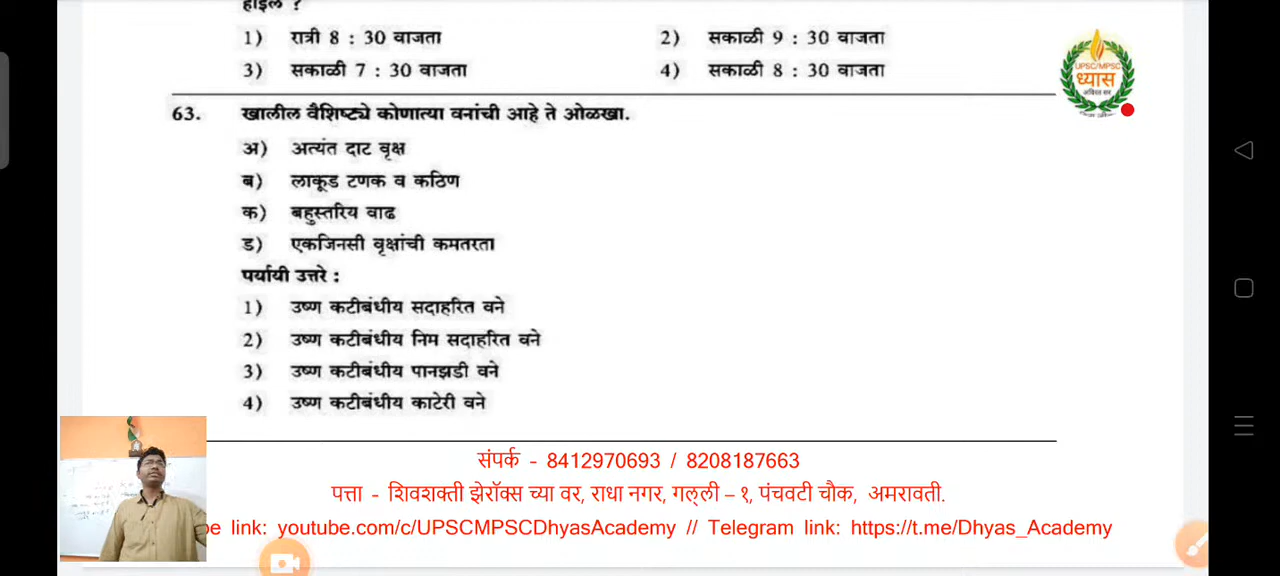 होईल ?
1) रात्री 8 : 30 वाजता 2) सकाळी 9 : 30 वाजता
3) सकाळी 7 : 30 वाजता 4) सकाळी 8 : 30 वाजता
UPSC/MPSC
ध्यास
63. खालील वैशिष्ट्ये कोणात्या वनांची आहे ते ओळखा.
अ) अत्यंत दाट वृक्ष
ब) लाकूड टणक व कठिण
क) बहुस्तरिय वाढ
ड) एकजिनसी वृक्षांची कमतरता
पर्यायी उत्तरे :
1) उष्ण कटीबंधीय सदाहरित वने
2) उष्ण कटीबंधीय निम सदाहरित वने
3) उष्ण कटीबंधीय पानझडी वने
4) उष्ण कटीबंधीय काटेरी वने
संपर्क - 8412970693 / 8208187663
पत्ता - शिवशक्ती झेरॉक्स च्या वर, राधा नगर, गल्ली – १, पंचवटी चौक, अमरावती.
be link: youtube.com/c/UPSCMPSCDhyasAcademy // Telegram link: https://t.me/Dhyas_Academy